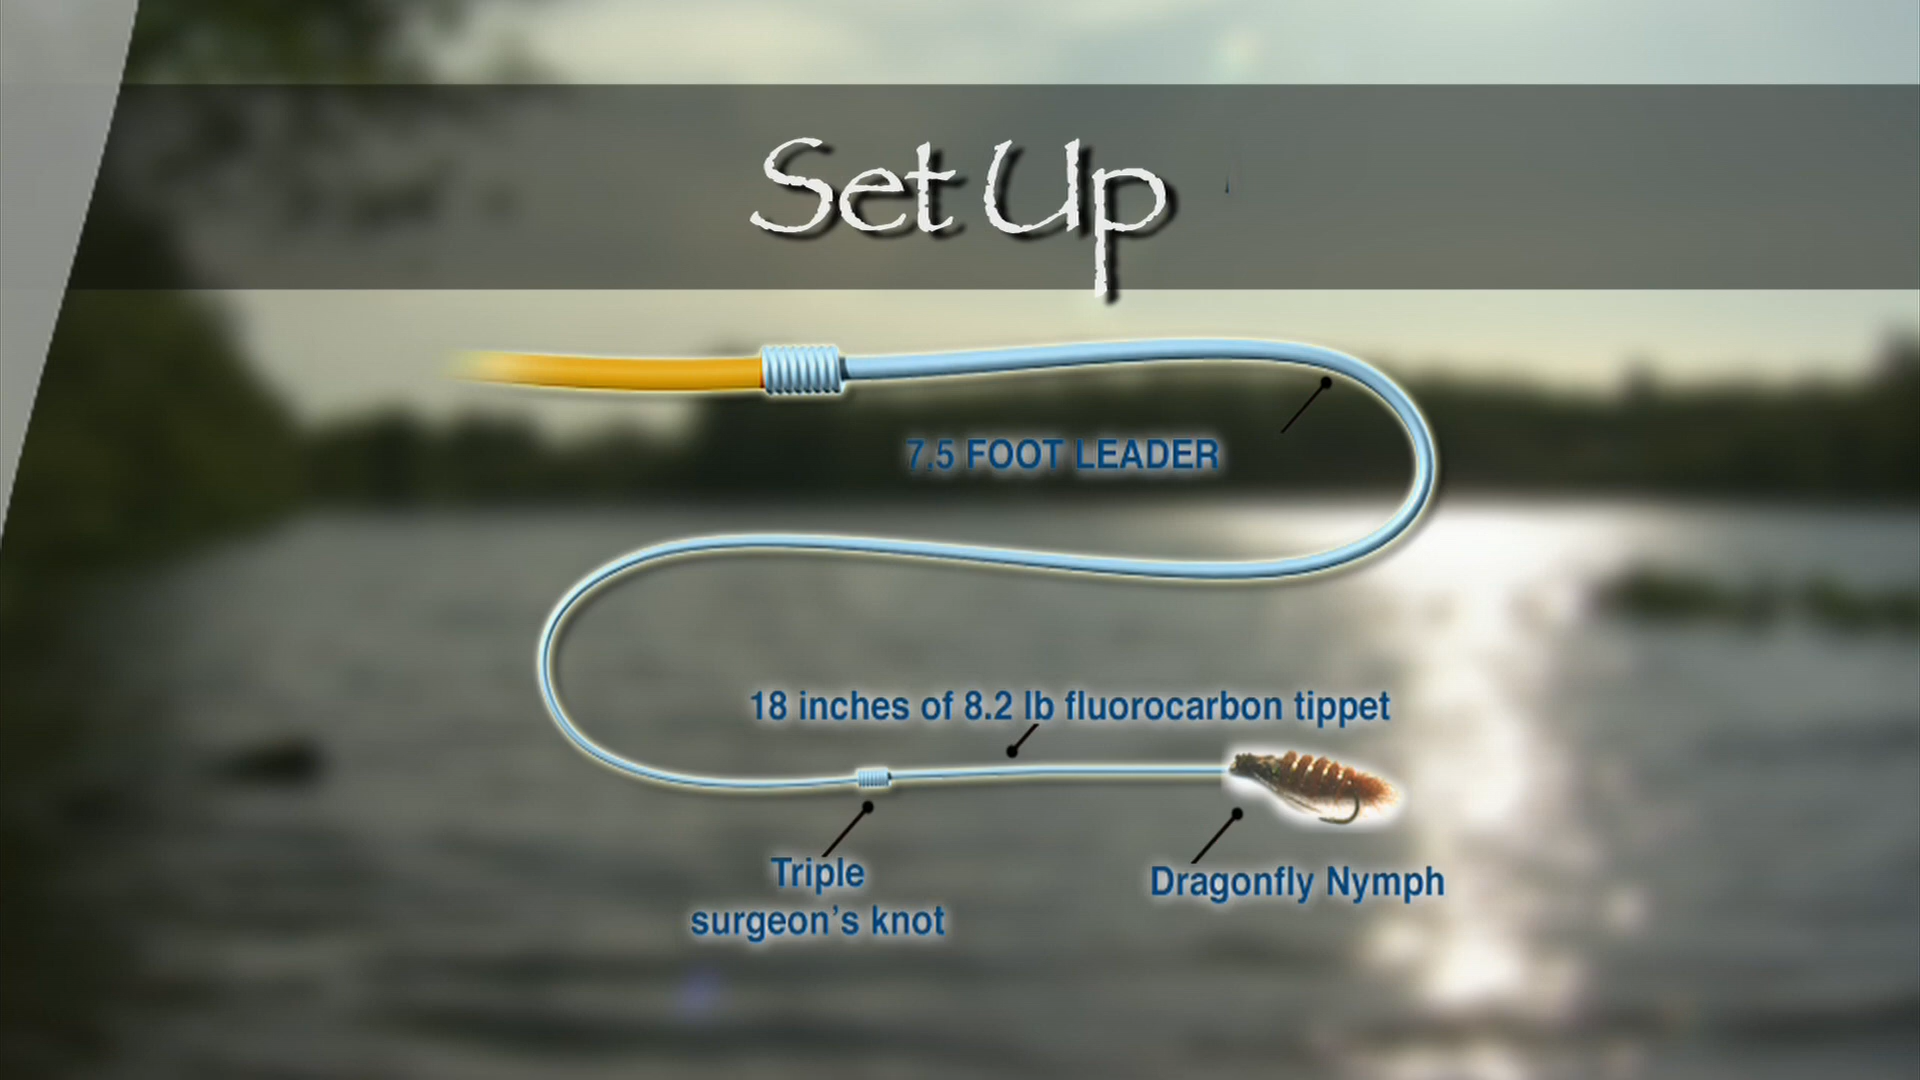 Set Up
7.5 FOOT LEADER
18 inches of 8.2 lb fluorocarbon tippet
Triple
surgeon's knot
Dragonfly Nymph